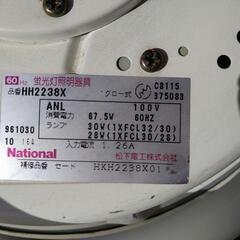 60Hz 蛍光灯照明器具
品番 HH2238X グロー式 C8115
375083
ANL 100V
消費電力 67.5W 60HZ
ランプ 30W(1XFCL32/30)
28W(1XFCL30/28)
961030
入力電流 1.26A
10
National 松下電工株式会社
補修品番 セード HKH2238X01